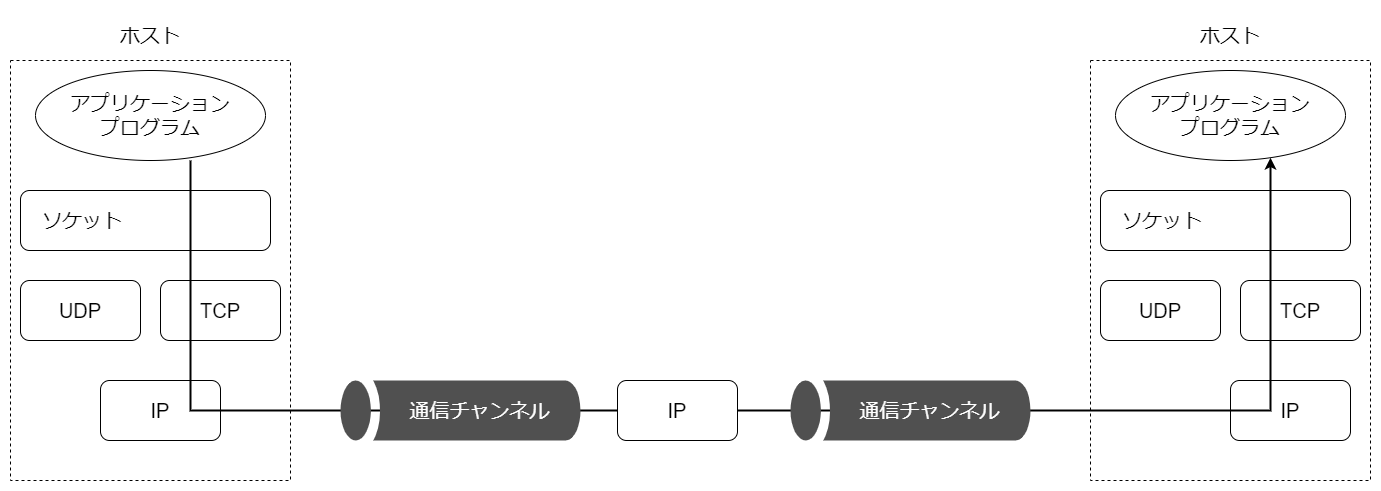 ホスト
アプリケーション
プログラム
ソケット
UDP
TCP
IP
通信チャンネル
IP
通信チャンネル
ホスト
アプリケーション
プログラム
ソケット
UDP
TCP
IP